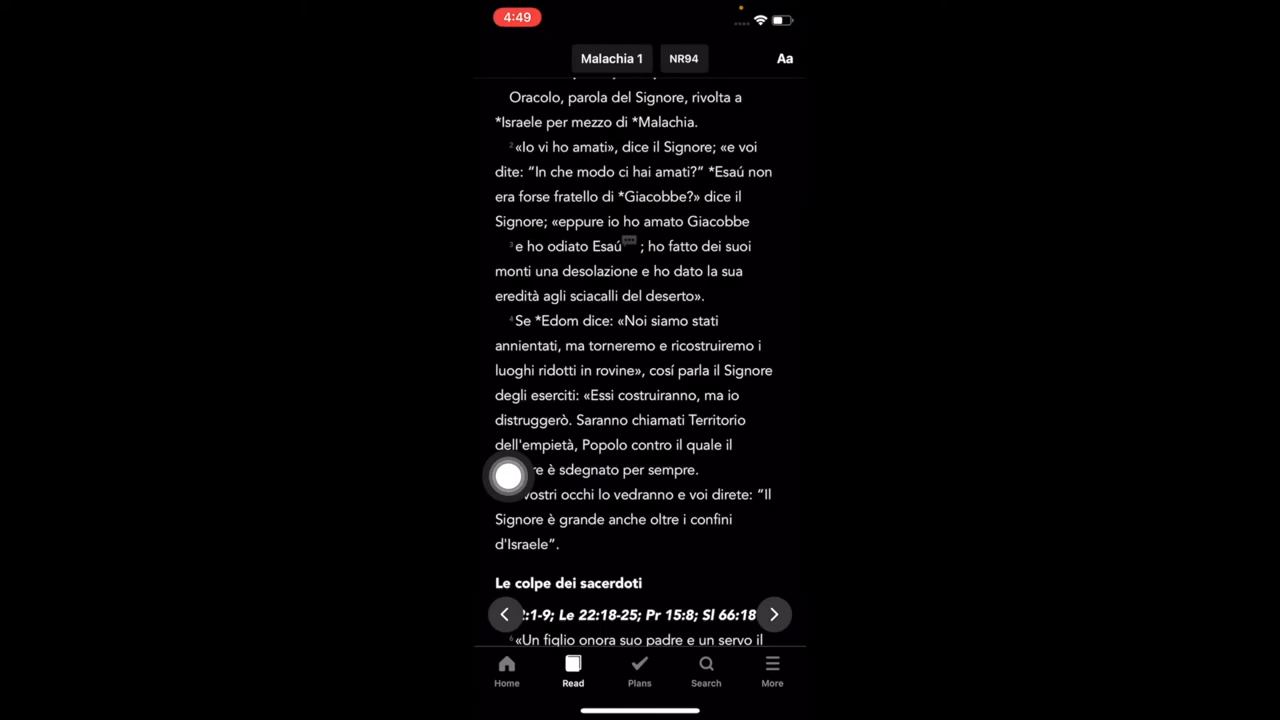 4:49
Malachia 1 NR94 Aa
Oracolo, parola del Signore, rivolta a
*Israele per mezzo di *Malachia.
2 «Io vi ho amati», dice il Signore; «e voi
dite: “In che modo ci hai amati?” *Esaú non
era forse fratello di *Giacobbe?» dice il
Signore; «eppure io ho amato Giacobbe
3 e ho odiato Esaú ; ho fatto dei suoi
monti una desolazione e ho dato la sua
eredità agli sciacalli del deserto».
4 Se *Edom dice: «Noi siamo stati
annientati, ma torneremo e ricostruiremo i
luoghi ridotti in rovine», cosí parla il Signore
degli eserciti: «Essi costruiranno, ma io
distruggerò. Saranno chiamati Territorio
dell'empietà, Popolo contro il quale il
re è sdegnato per sempre.
vostri occhi lo vedranno e voi direte: “Il
Signore è grande anche oltre i confini
d'Israele”.
Le colpe dei sacerdoti
2:1-9; Le 22:18-25; Pr 15:8; Sl 66:18
6 «Un figlio onora suo padre e un servo il
Home Read Plans Search More